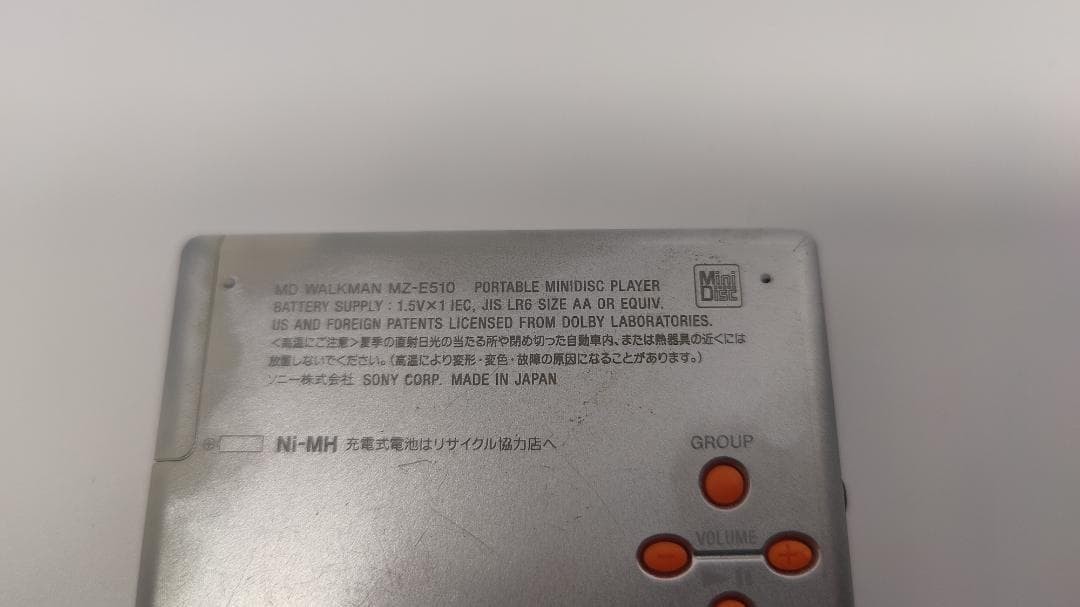 MD WALKMAN MZ-E510 PORTABLE MINIDISC PLAYER
BATTERY SUPPLY : 1.5V×1 IEC, JIS LR6 SIZE AA OR EQUIV.
US AND FOREIGN PATENTS LICENSED FROM DOLBY LABORATORIES.
<高温にご注意>夏季の直射日光の当たる所や閉め切った自動車内、または熱器具の近くには
放置しないでください。(高温により変形・変色・故障の原因になることがあります。)
ソニー株式会社 SONY CORP. MADE IN JAPAN
Mini
Disc
Ni-MH 充電式電池はリサイクル協力店へ
GROUP
VOLUME